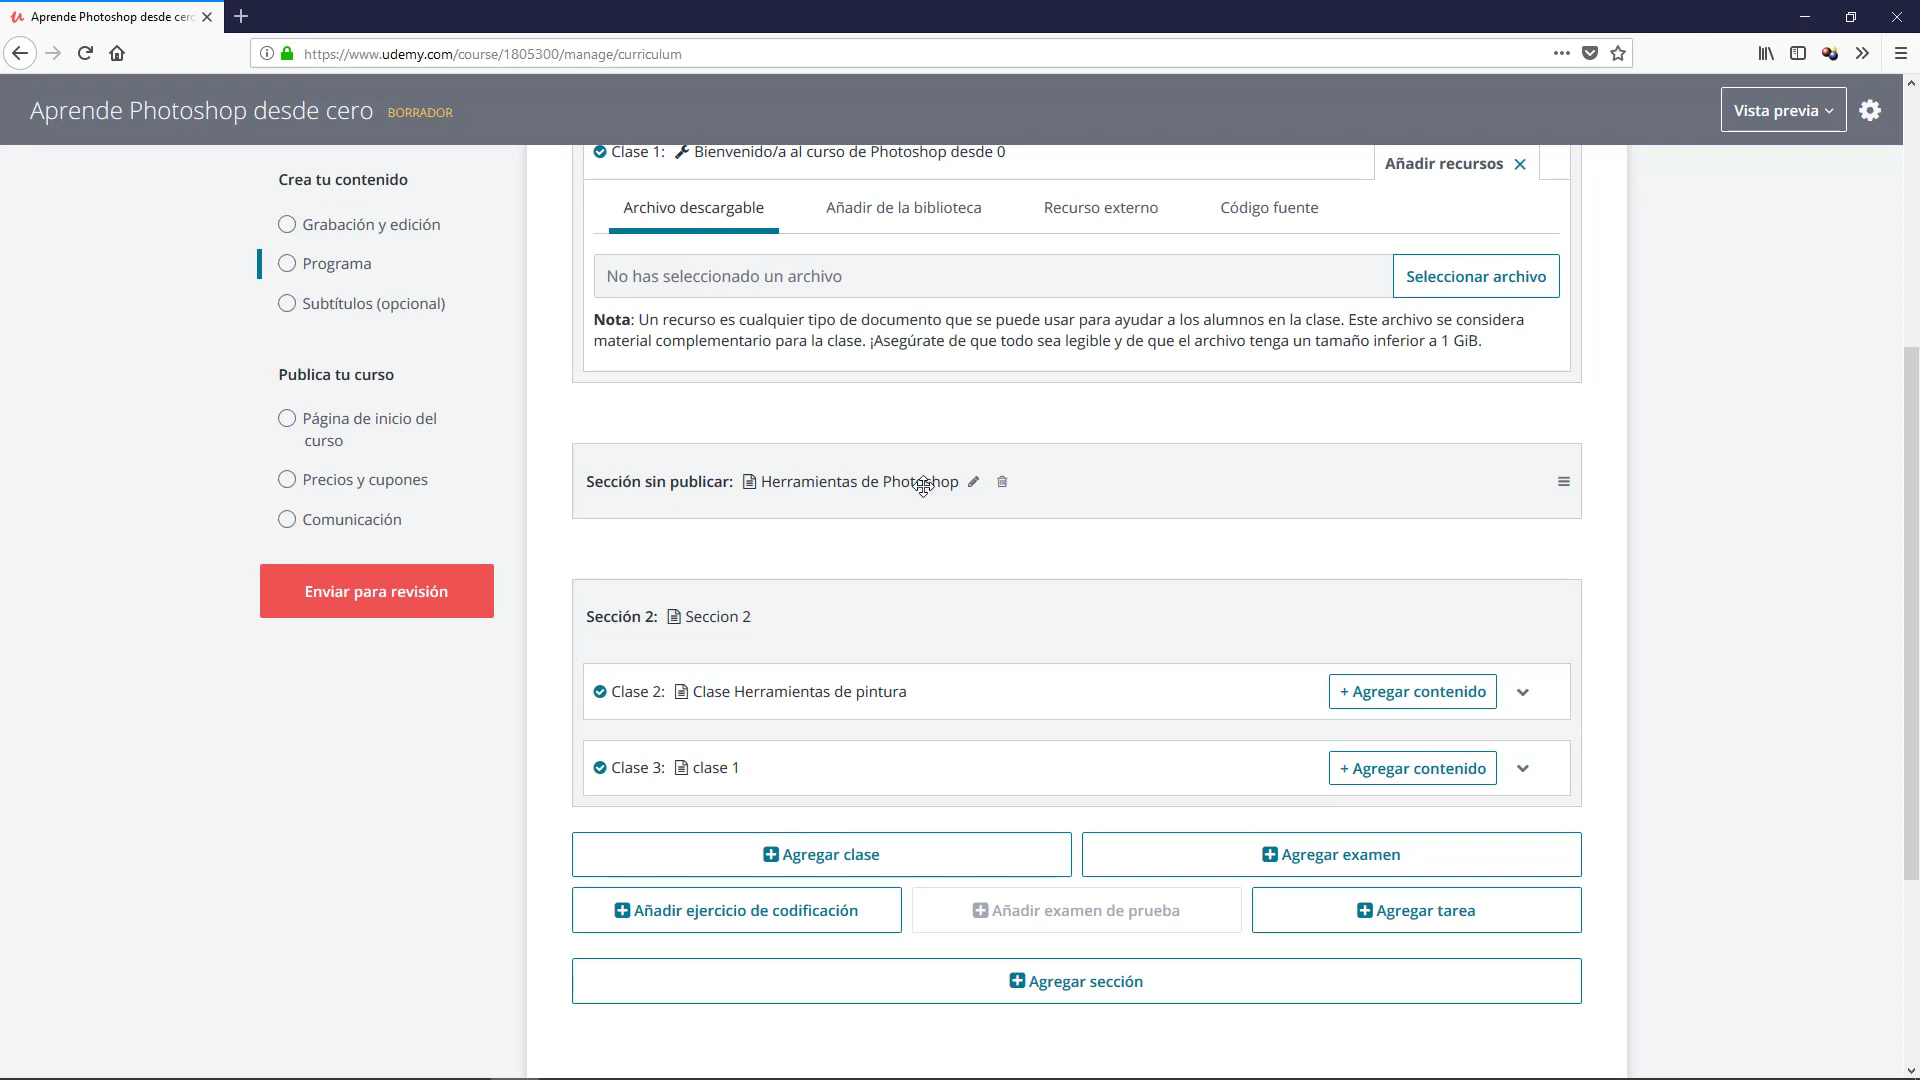 Aprende Photoshop desde cero
https://www.udemy.com/course/1805300/manage/curriculum
Aprende Photoshop desde cero BORRADOR
Vista previa
Crea tu contenido
Grabación y edición
Programa
Subtítulos (opcional)
Publica tu curso
Página de inicio del
curso
Precios y cupones
Comunicación
Enviar para revisión
Clase 1: Bienvenido/a al curso de Photoshop desde 0
Añadir recursos
Archivo descargable Añadir de la biblioteca Recurso externo Código fuente
No has seleccionado un archivo Seleccionar archivo
Nota: Un recurso es cualquier tipo de documento que se puede usar para ayudar a los alumnos en la clase. Este archivo se considera
material complementario para la clase. ¡Asegúrate de que todo sea legible y de que el archivo tenga un tamaño inferior a 1 GiB.
Sección sin publicar: Herramientas de Photoshop
Sección 2: Seccion 2
Clase 2: Clase Herramientas de pintura + Agregar contenido
Clase 3: clase 1 + Agregar contenido
Agregar clase Agregar examen
Añadir ejercicio de codificación Añadir examen de prueba Agregar tarea
Agregar sección